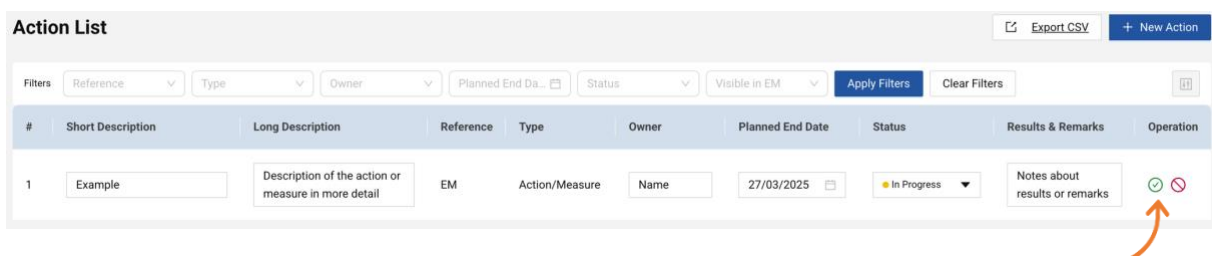 Action List
Export CSV
+ New Action
Filters Reference Type Owner Planned End Da... Status Visible in EM Apply Filters Clear Filters
# Short Description Long Description Reference Type Owner Planned End Date Status Results & Remarks Operation
1 Example Description of the action or measure in more detail EM Action/Measure Name 27/03/2025 In Progress Notes about results or remarks